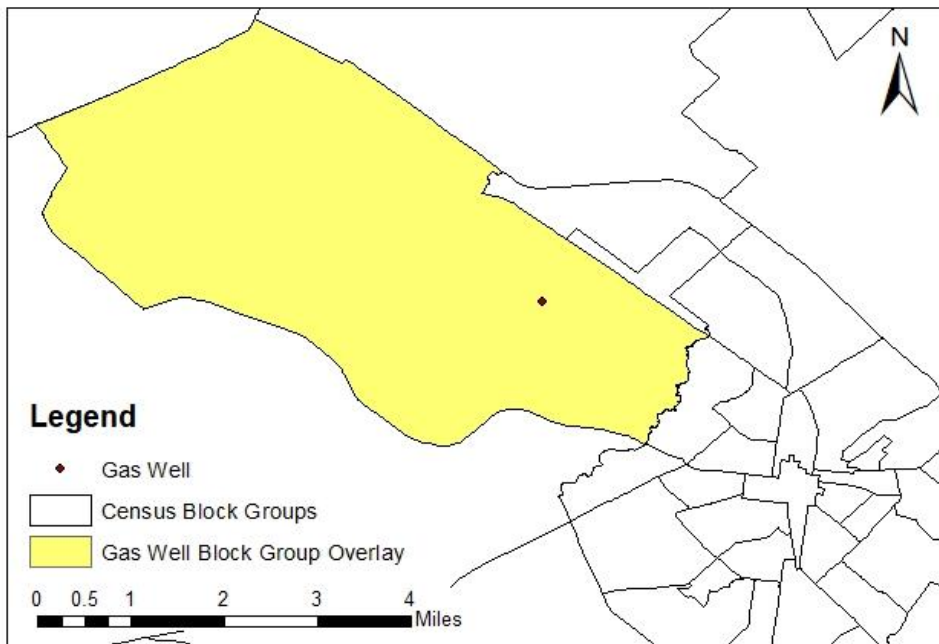 N
Legend
Gas Well
Census Block Groups
Gas Well Block Group Overlay
0 0.5 1 2 3 4
Miles